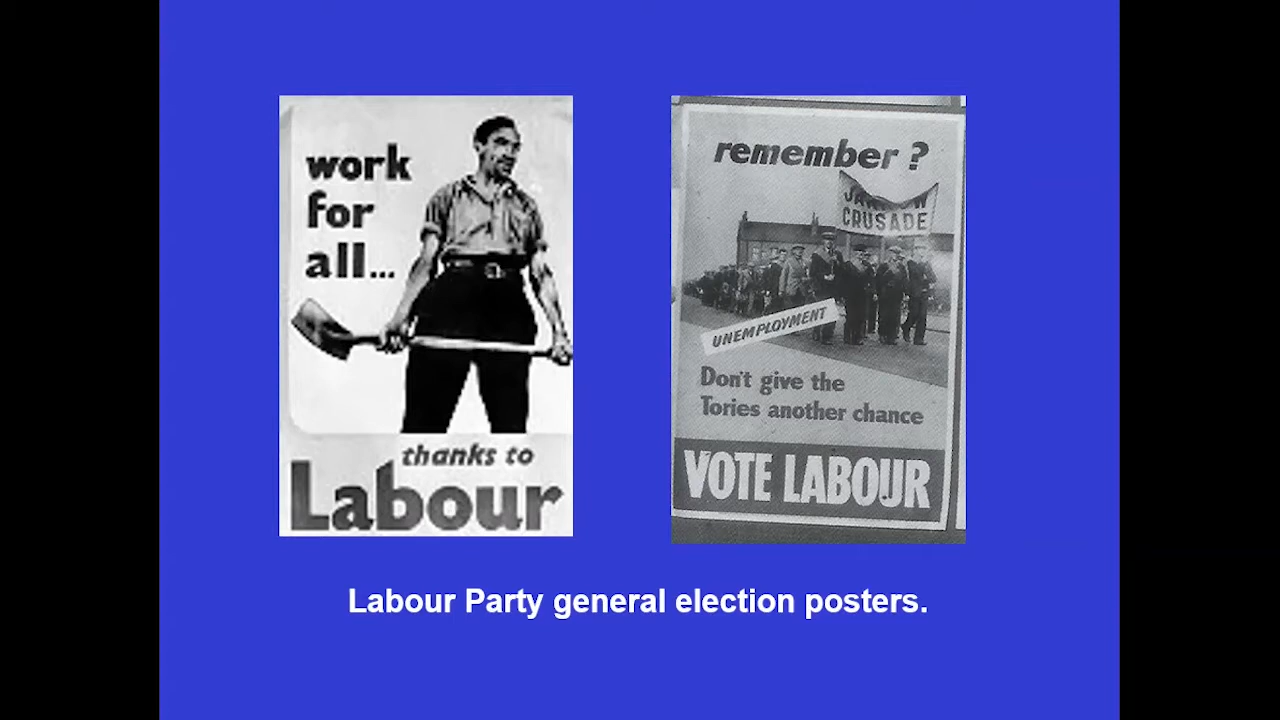 work
for
all...
thanks to
Labour
remember ?
JARROW
CRUSADE
UNEMPLOYMENT
Don't give the
Tories another chance
VOTE LABOUR
Labour Party general election posters.